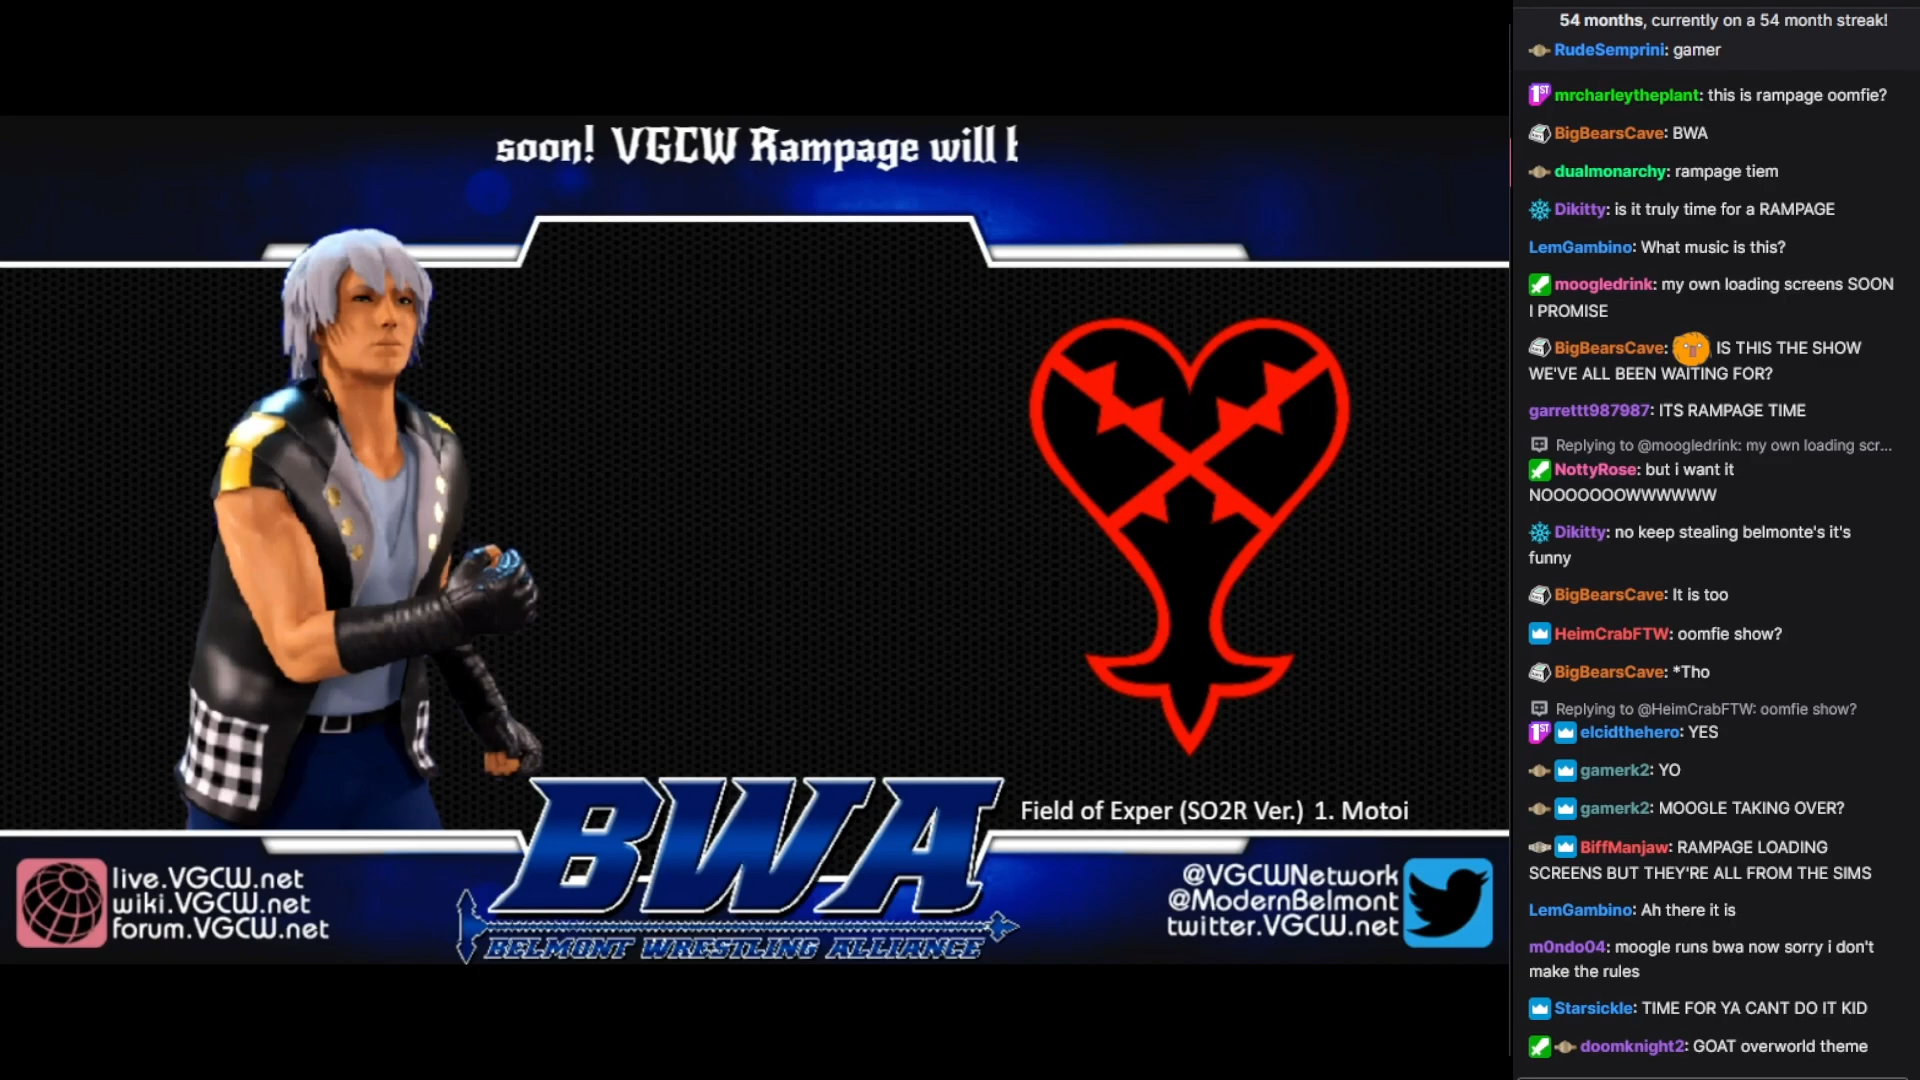 soon! VGCW Rampage will
Field of Exper (SO2R Ver.) 1. Motoi
BWA
BELMONT WRESTLING ALLIANCE
live.VGCW.net
wiki.VGCW.net
forum.VGCW.net
@VGCWNetwork
@ModernBelmont
twitter.VGCW.net
54 months, currently on a 54 month streak!
RudeSemprini: gamer
1ST mrcharleytheplant: this is rampage oomfie?
BigBearsCave: BWA
dualmonarchy: rampage tiem
Dikitty: is it truly time for a RAMPAGE
LemGambino: What music is this?
moogledrink: my own loading screens SOON
I PROMISE
BigBearsCave: IS THIS THE SHOW
WE'VE ALL BEEN WAITING FOR?
garrettt987987: ITS RAMPAGE TIME
Replying to @moogledrink: my own loading scr...
NottyRose: but i want it
NOOOOOOOWWWWWW
Dikitty: no keep stealing belmonte's it's
funny
BigBearsCave: It is too
HeimCrabFTW: oomfie show?
BigBearsCave: *Tho
Replying to @HeimCrabFTW: oomfie show?
1ST elcidthehero: YES
gamerk2: YO
gamerk2: MOOGLE TAKING OVER?
BiffManjaw: RAMPAGE LOADING
SCREENS BUT THEY'RE ALL FROM THE SIMS
LemGambino: Ah there it is
m0ndo04: moogle runs bwa now sorry i don't
make the rules
Starsickle: TIME FOR YA CANT DO IT KID
doomknight2: GOAT overworld theme